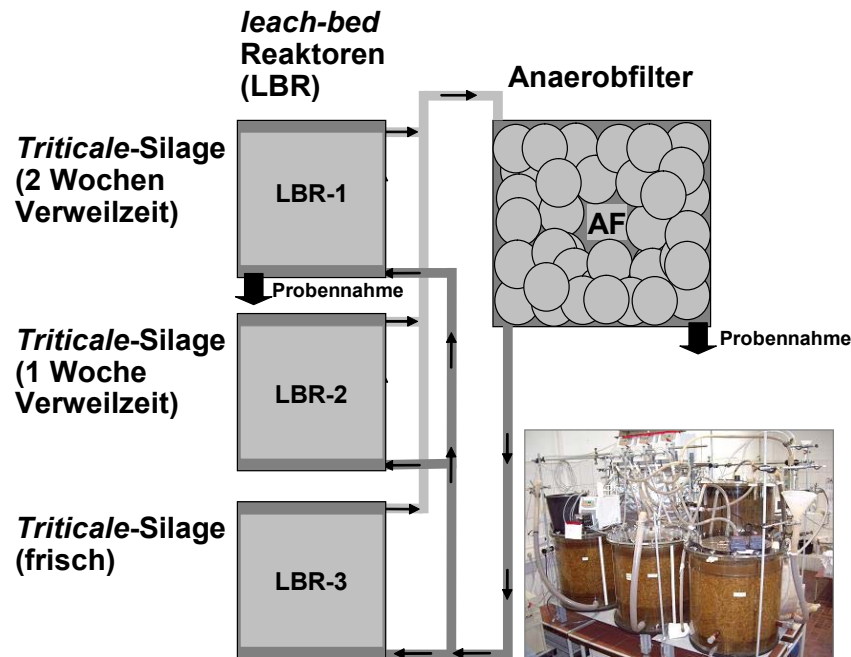 leach-bed
Reaktoren
(LBR)
Anaerobfilter
Triticale-Silage
(2 Wochen
Verweilzeit)
LBR-1
AF
Probennahme
Probennahme
Triticale-Silage
(1 Woche
Verweilzeit)
LBR-2
Triticale-Silage
(frisch)
LBR-3